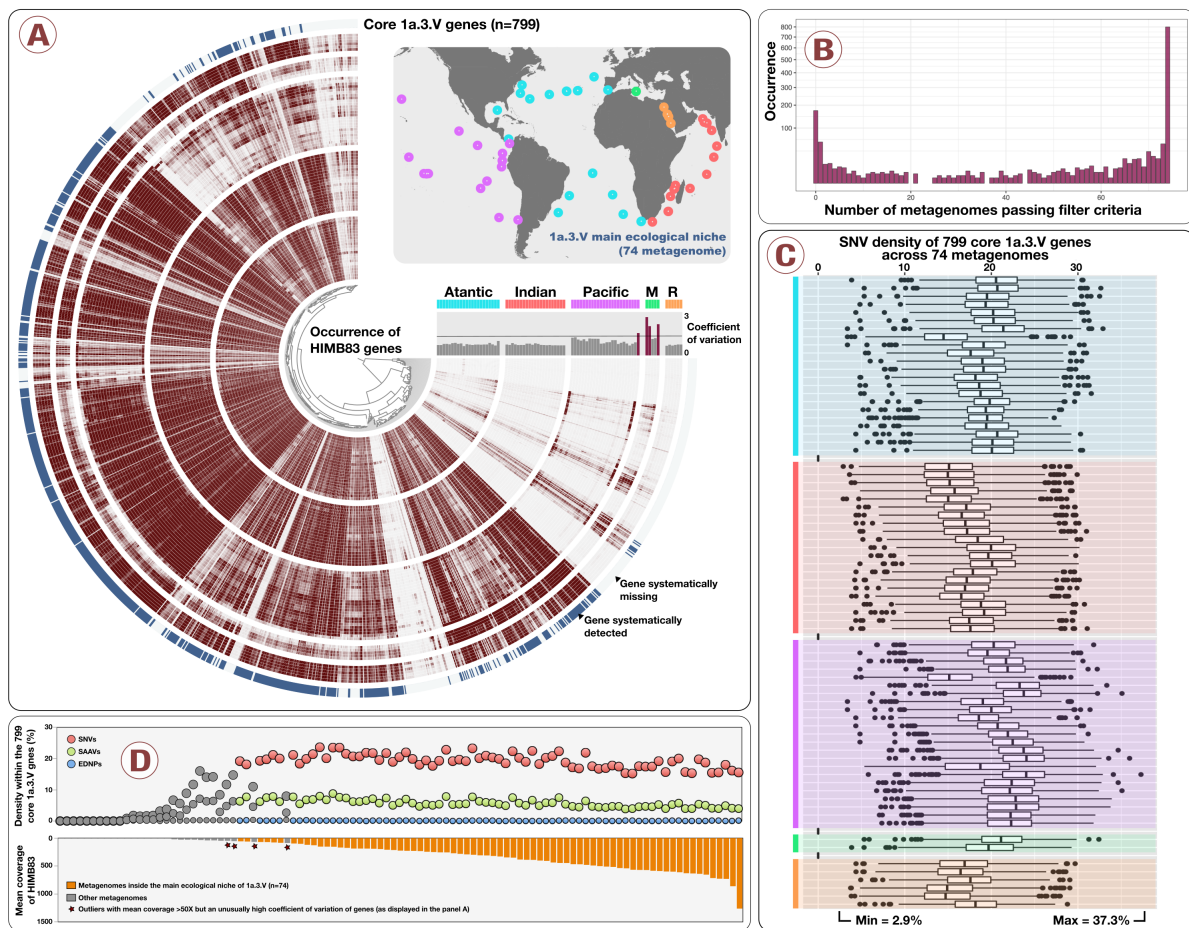 A
Core 1a.3.V genes (n=799)
1a.3.V main ecological niche
(74 metagenome)
Atantic
Indian
Pacific
M
R
3
Coefficient
of variation
0
Occurrence of
HIMB83 genes
Gene systematically
missing
Gene systematically
detected
B
Occurrence
800
700
600
500
400
300
200
100
0
20
40
60
Number of metagenomes passing filter criteria
C
SNV density of 799 core 1a.3.V genes
across 74 metagenomes
0
10
20
30
Min = 2.9%
Max = 37.3%
D
Density within the 799
core 1a.3.V gnes (%)
30
20
10
0
SNVs
SAAVs
EDNPs
Mean coverage
of HIMB83
0
500
1000
1500
Metagenomes inside the main ecological niche of 1a.3.V (n=74)
Other metagenomes
Outliers with mean coverage >50X but an unusually high coefficient of variation of genes (as displayed in the panel A)